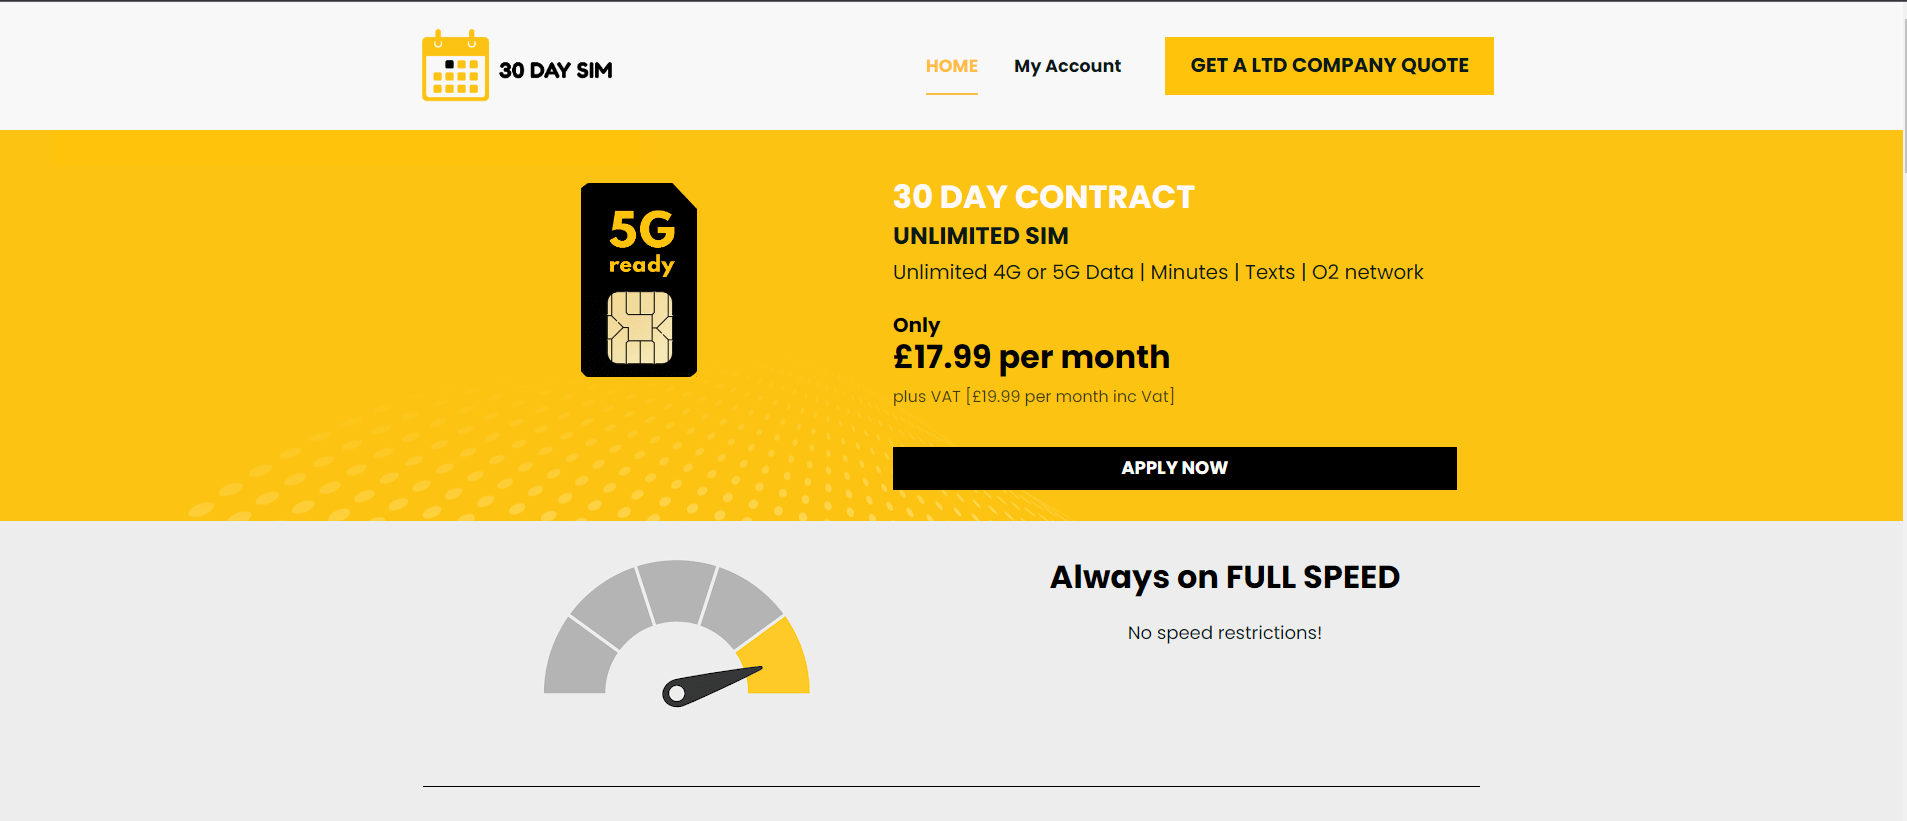 30 DAY SIM
HOME
My Account
GET A LTD COMPANY QUOTE
5G
ready
30 DAY CONTRACT
UNLIMITED SIM
Unlimited 4G or 5G Data | Minutes | Texts | O2 network
Only
£17.99 per month
plus VAT [£19.99 per month inc Vat]
APPLY NOW
Always on FULL SPEED
No speed restrictions!